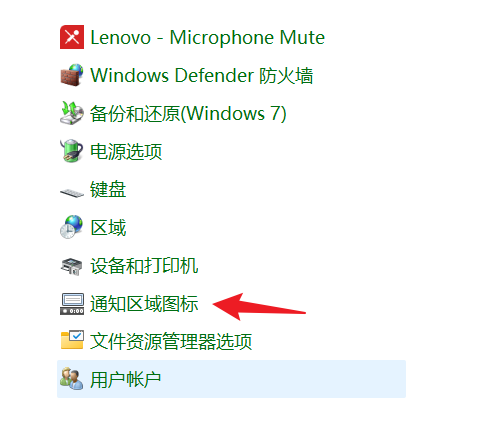 Lenovo - Microphone Mute
Windows Defender 防火墙
备份和还原(Windows 7)
电源选项
键盘
区域
设备和打印机
通知区域图标
文件资源管理器选项
用户帐户